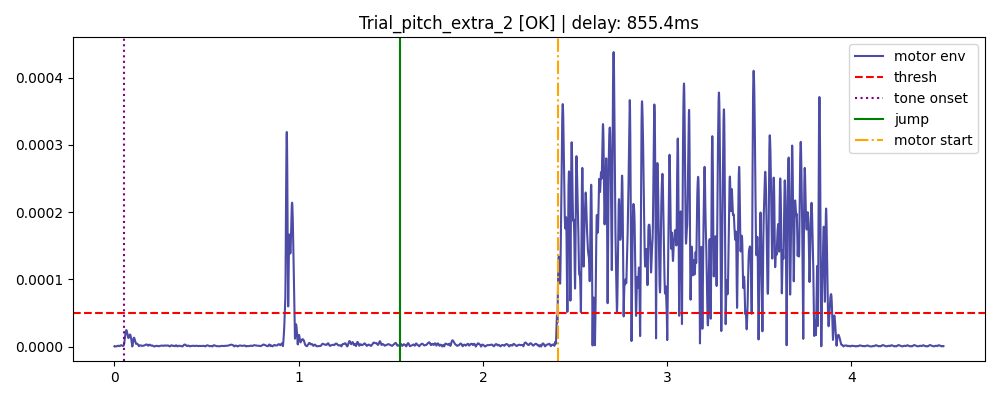 Trial_pitch_extra_2 [OK] | delay: 855.4ms
0.0004
0.0003
0.0002
0.0001
0.0000
motor env
thresh
tone onset
jump
motor start
0 1 2 3 4